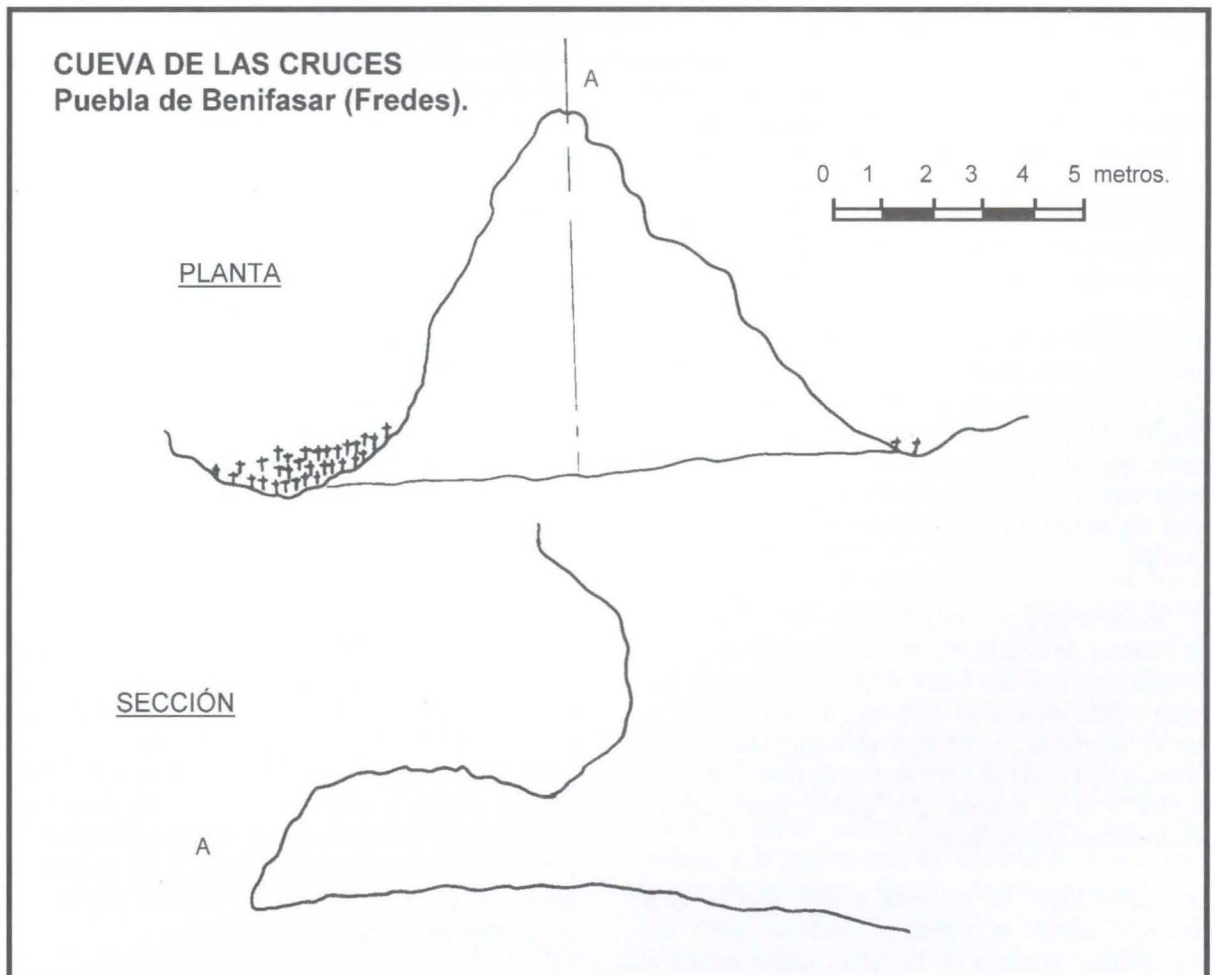 CUEVA DE LAS CRUCES
Puebla de Benifasar (Fredes).
A
0 1 2 3 4 5 metros.
PLANTA
SECCIÓN
A